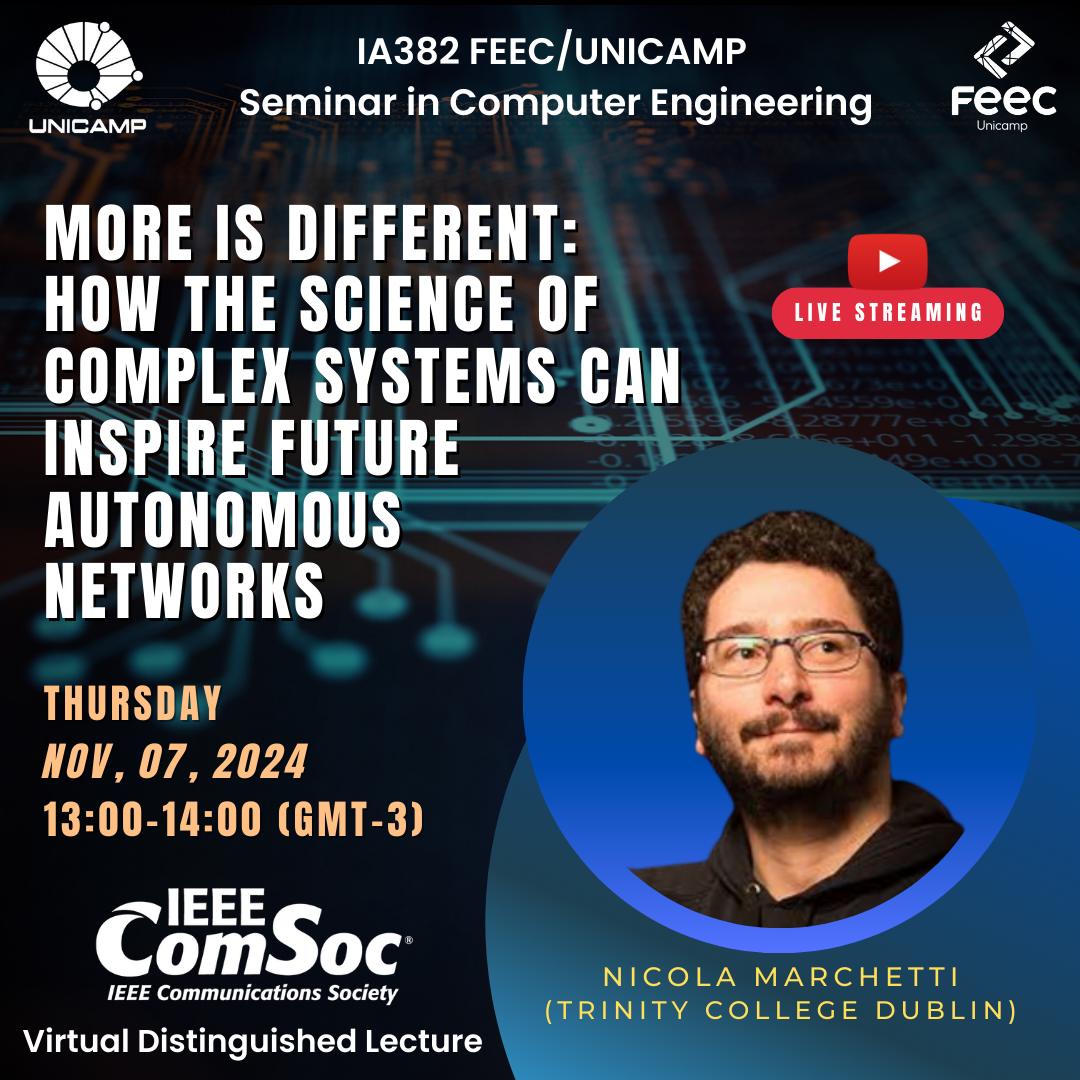 UNICAMP
IA382 FEEC/UNICAMP
Seminar in Computer Engineering
Feec
Unicamp
MORE IS DIFFERENT:
HOW THE SCIENCE OF
COMPLEX SYSTEMS CAN
INSPIRE FUTURE
AUTONOMOUS
NETWORKS
LIVE STREAMING
THURSDAY
NOV, 07, 2024
13:00-14:00 (GMT-3)
IEEE
ComSoc®
IEEE Communications Society
Virtual Distinguished Lecture
NICOLA MARCHETTI
(TRINITY COLLEGE DUBLIN)